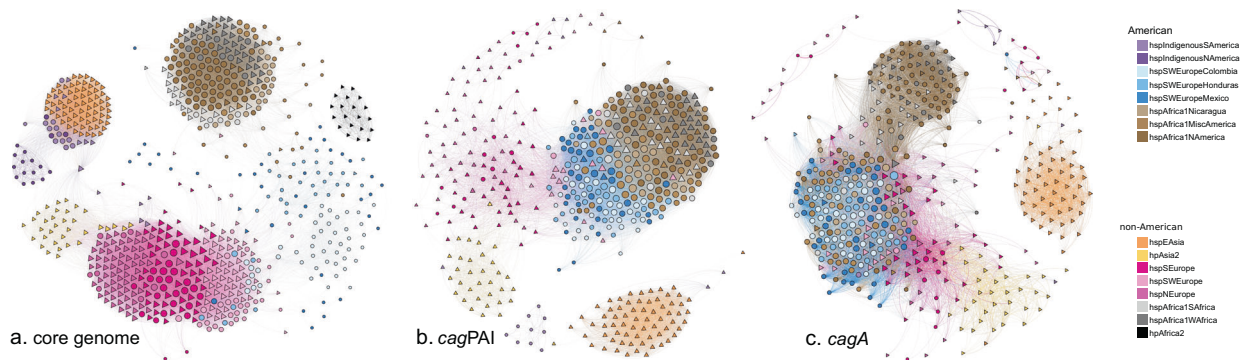 American
hspIndigenousSAmerica
hspIndigenousNAmerica
hspSWEuropeColombia
hspSWEuropeHonduras
hspSWEuropeMexico
hspAfrica1Nicaragua
hspAfrica1MiscAmerica
hspAfrica1NAmerica
non-American
hspEAsia
hpAsia2
hspSEurope
hspSWEurope
hspNEurope
hspAfrica1SAfrica
hspAfrica1WAfrica
hpAfrica2
a. core genome
b. cagPAI
c. cagA